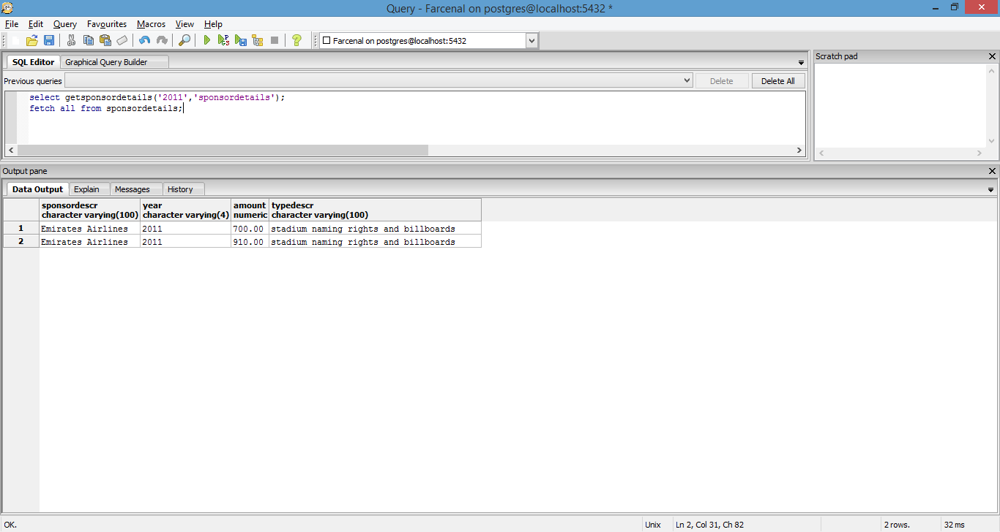 Query - Farcenal on postgres@localhost:5432 *
File Edit Query Favourites Macros View Help
Farcenal on postgres@localhost:5432
SQL Editor Graphical Query Builder
Scratch pad
Previous queries Delete Delete All
select getsponsordetails('2011','sponsordetails');
fetch all from sponsordetails;
Output pane
Data Output Explain Messages History
sponsordescr year amount typedescr
character varying(100) character varying(4) numeric character varying(100)
1 Emirates Airlines 2011 700.00 stadium naming rights and billboards
2 Emirates Airlines 2011 910.00 stadium naming rights and billboards
OK. Unix Ln 2, Col 31, Ch 82 2 rows. 32 ms